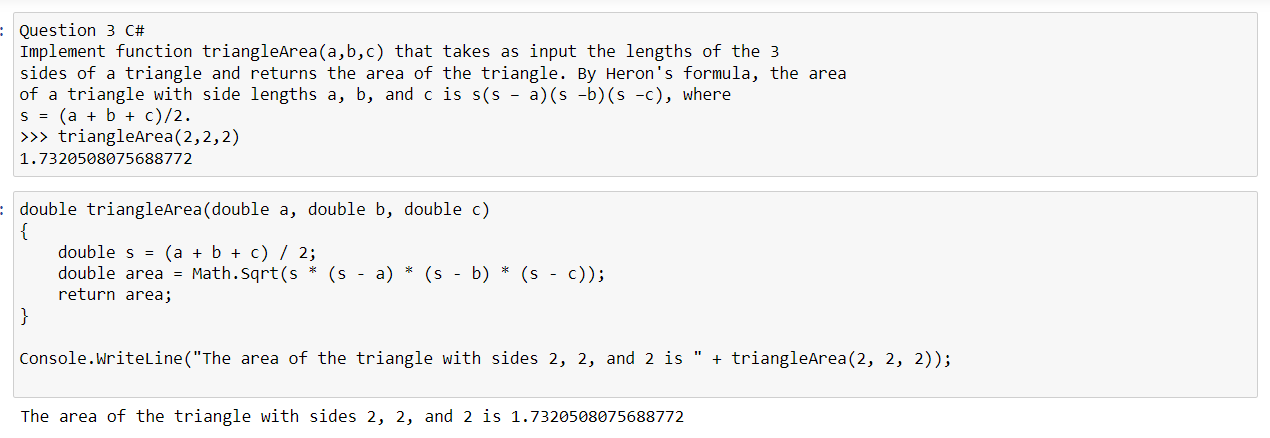 : Question 3 C#
Implement function triangleArea(a,b,c) that takes as input the lengths of the 3
sides of a triangle and returns the area of the triangle. By Heron's formula, the area
of a triangle with side lengths a, b, and c is s(s − a)(s −b)(s −c), where
s = (a + b + c)/2.
>>> triangleArea(2,2,2)
1.7320508075688772
: double triangleArea(double a, double b, double c)
{
    double s = (a + b + c) / 2;
    double area = Math.Sqrt(s * (s - a) * (s - b) * (s - c));
    return area;
}
Console.WriteLine("The area of the triangle with sides 2, 2, and 2 is " + triangleArea(2, 2, 2));
The area of the triangle with sides 2, 2, and 2 is 1.7320508075688772